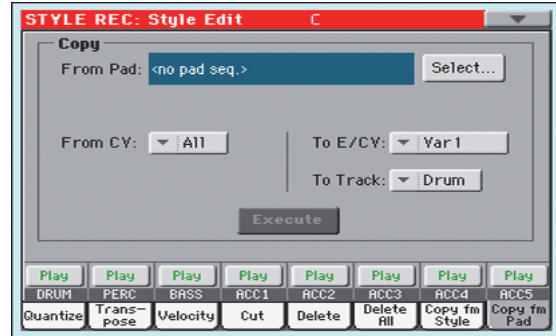 STYLE REC: Style Edit C
Copy
From Pad: <no pad seq.> Select...
From CV: All To E/CV: Var1
To Track: Drum
Execute
Play Play Play Play Play Play Play Play
DRUM PERC BASS ACC1 ACC2 ACC3 ACC4 ACC5
Quantize Trans-pose Velocity Cut Delete Delete All Copy fm Style Copy fm Pad